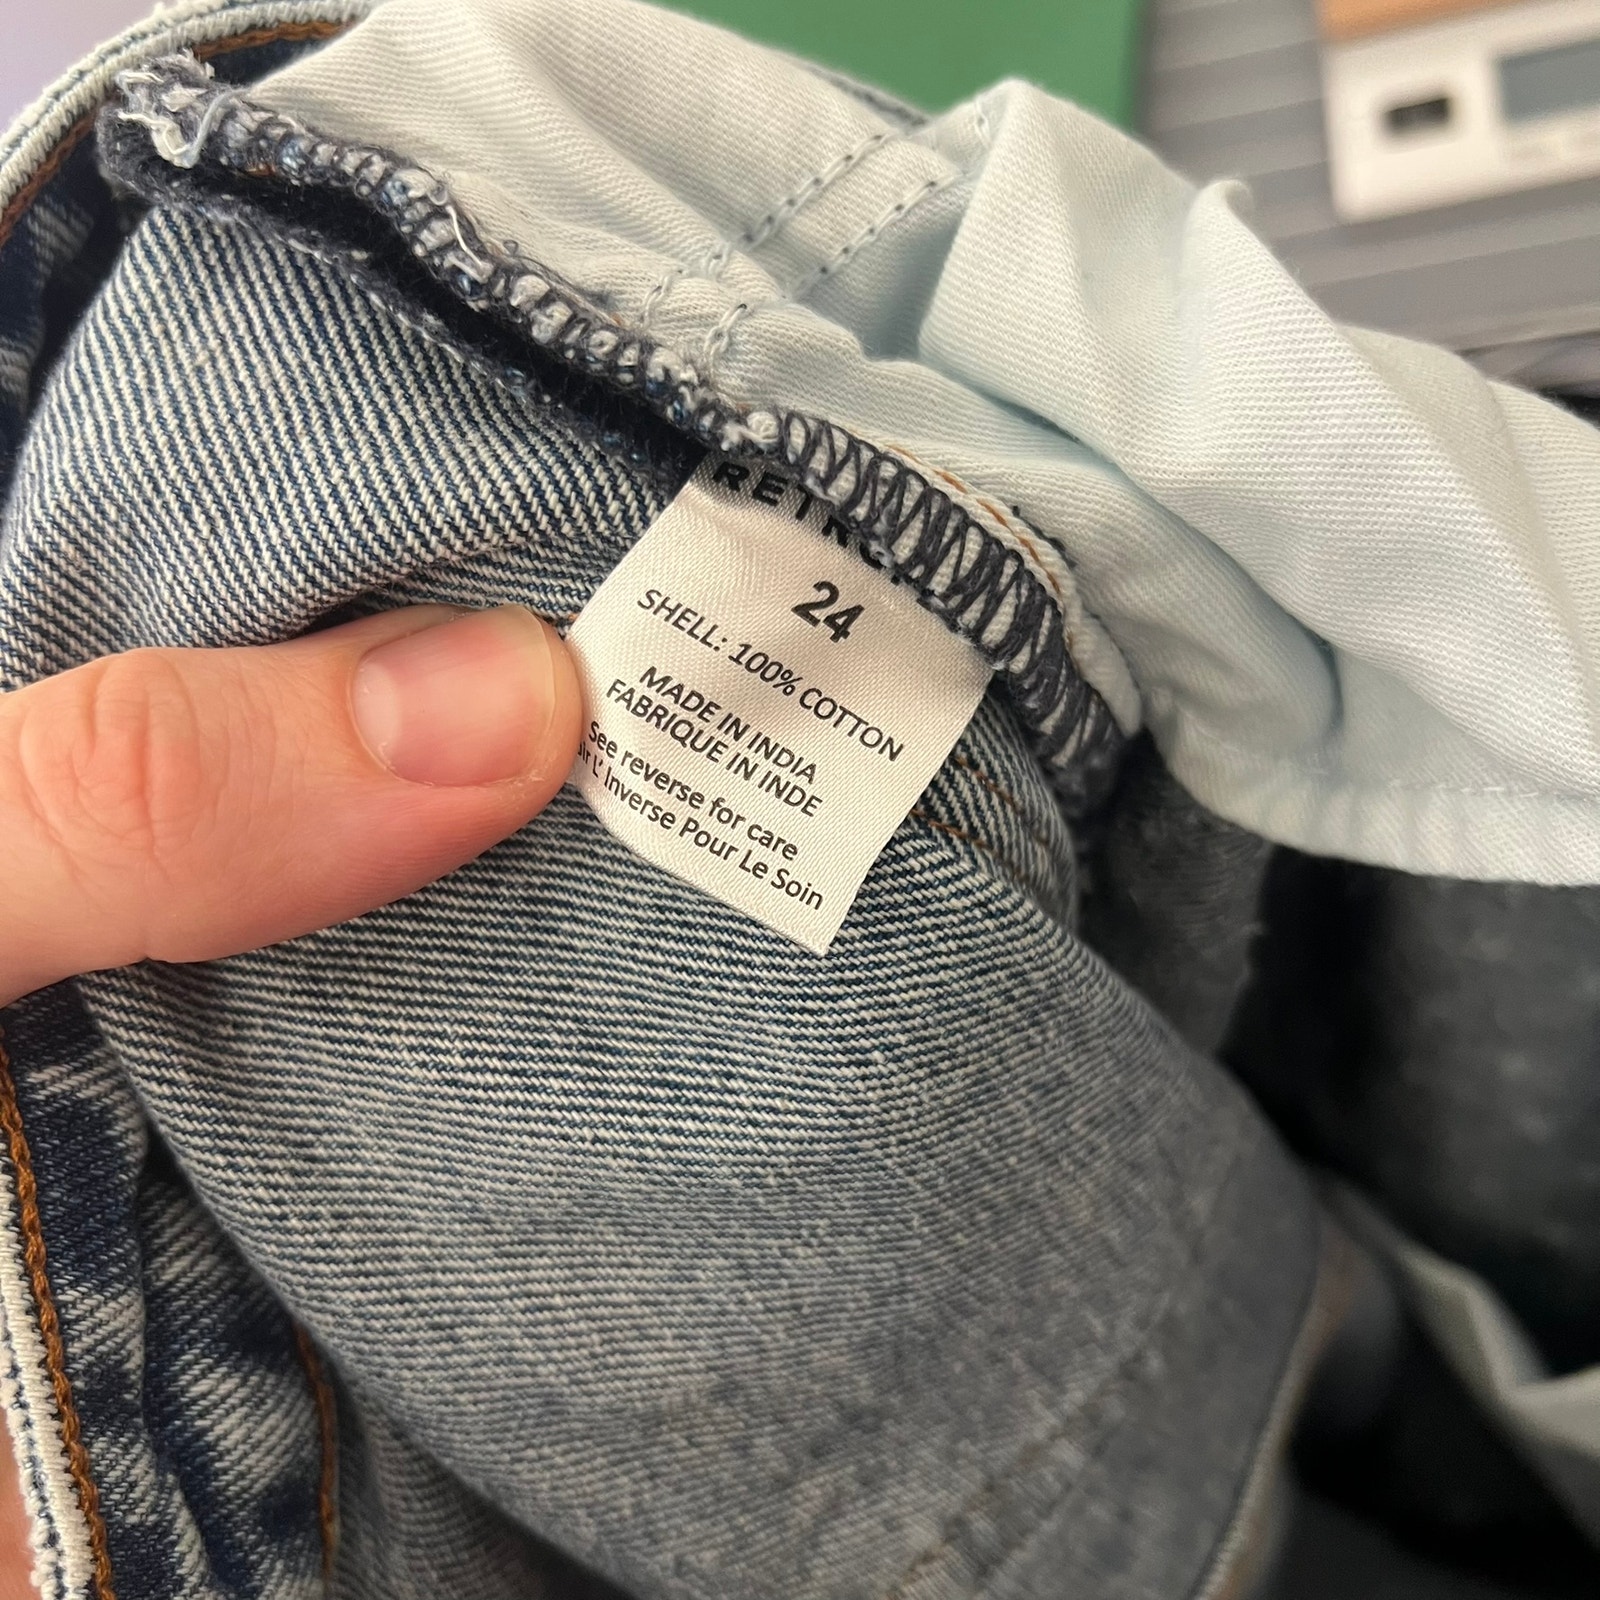 24
SHELL: 100% COTTON
MADE IN INDIA
FABRIQUE IN INDE
See reverse for care
L' Inverse Pour Le Soin